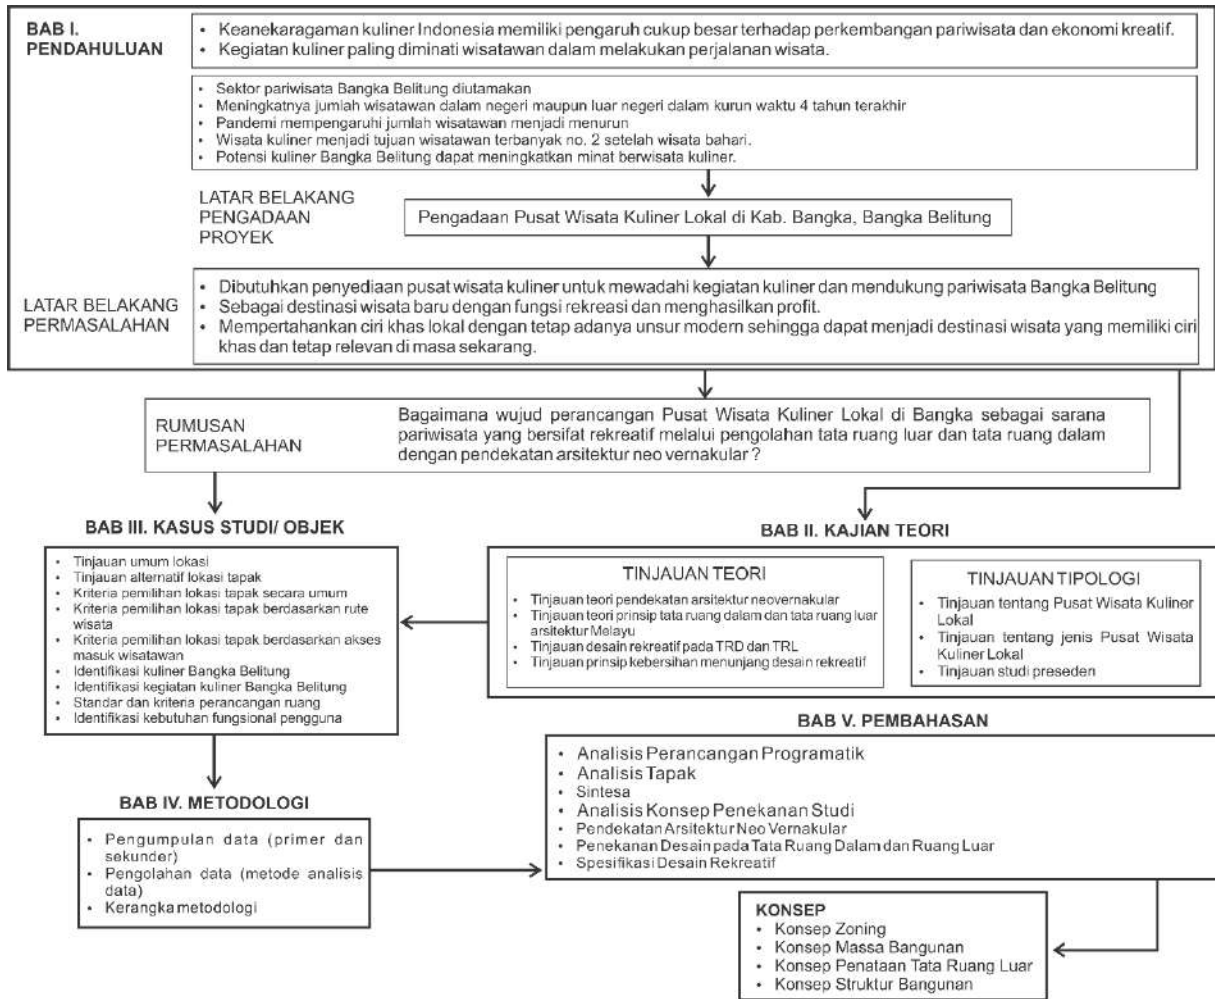 BAB I.
PENDAHULUAN
• Keanekaragaman kuliner Indonesia memiliki pengaruh cukup besar terhadap perkembangan pariwisata dan ekonomi kreatif.
• Kegiatan kuliner paling diminati wisatawan dalam melakukan perjalanan wisata.
• Sektor pariwisata Bangka Belitung diutamakan
• Meningkatnya jumlah wisatawan dalam negeri maupun luar negeri dalam kurun waktu 4 tahun terakhir
• Pandemi mempengaruhi jumlah wisatawan menjadi menurun
• Wisata kuliner menjadi tujuan wisatawan terbanyak no. 2 setelah wisata bahari.
• Potensi kuliner Bangka Belitung dapat meningkatkan minat berwisata kuliner.
LATAR BELAKANG
PENGADAAN
PROYEK
Pengadaan Pusat Wisata Kuliner Lokal di Kab. Bangka, Bangka Belitung
LATAR BELAKANG
PERMASALAHAN
• Dibutuhkan penyediaan pusat wisata kuliner untuk mewadahi kegiatan kuliner dan mendukung pariwisata Bangka Belitung
• Sebagai destinasi wisata baru dengan fungsi rekreasi dan menghasilkan profit.
• Mempertahankan ciri khas lokal dengan tetap adanya unsur modern sehingga dapat menjadi destinasi wisata yang memiliki ciri
khas dan tetap relevan di masa sekarang.
RUMUSAN
PERMASALAHAN
Bagaimana wujud perancangan Pusat Wisata Kuliner Lokal di Bangka sebagai sarana
pariwisata yang bersifat rekreatif melalui pengolahan tata ruang luar dan tata ruang dalam
dengan pendekatan arsitektur neo vernakular ?
BAB III. KASUS STUDI/ OBJEK
• Tinjauan umum lokasi
• Tinjauan alternatif lokasi tapak
• Kriteria pemilihan lokasi tapak secara umum
• Kriteria pemilihan lokasi tapak berdasarkan rute
wisata
• Kriteria pemilihan lokasi tapak berdasarkan akses
masuk wisatawan
• Identifikasi kuliner Bangka Belitung
• Identifikasi kegiatan kuliner Bangka Belitung
• Standar dan kriteria perancangan ruang
• Identifikasi kebutuhan fungsional pengguna
BAB II. KAJIAN TEORI
TINJAUAN TEORI
• Tinjauan teori pendekatan arsitektur neovernakular
• Tinjauan teori prinsip tata ruang dalam dan tata ruang luar
arsitektur Melayu
• Tinjauan desain rekreatif pada TRD dan TRL
• Tinjauan prinsip kebersihan menunjang desain rekreatif
TINJAUAN TIPOLOGI
• Tinjauan tentang Pusat Wisata Kuliner
Lokal
• Tinjauan tentang jenis Pusat Wisata
Kuliner Lokal
• Tinjauan studi preseden
BAB IV. METODOLOGI
• Pengumpulan data (primer dan
sekunder)
• Pengolahan data (metode analisis
data)
• Kerangka metodologi
BAB V. PEMBAHASAN
• Analisis Perancangan Programatik
• Analisis Tapak
• Sintesa
• Analisis Konsep Penekanan Studi
• Pendekatan Arsitektur Neo Vernakular
• Penekanan Desain pada Tata Ruang Dalam dan Ruang Luar
• Spesifikasi Desain Rekreatif
KONSEP
• Konsep Zoning
• Konsep Massa Bangunan
• Konsep Penataan Tata Ruang Luar
• Konsep Struktur Bangunan